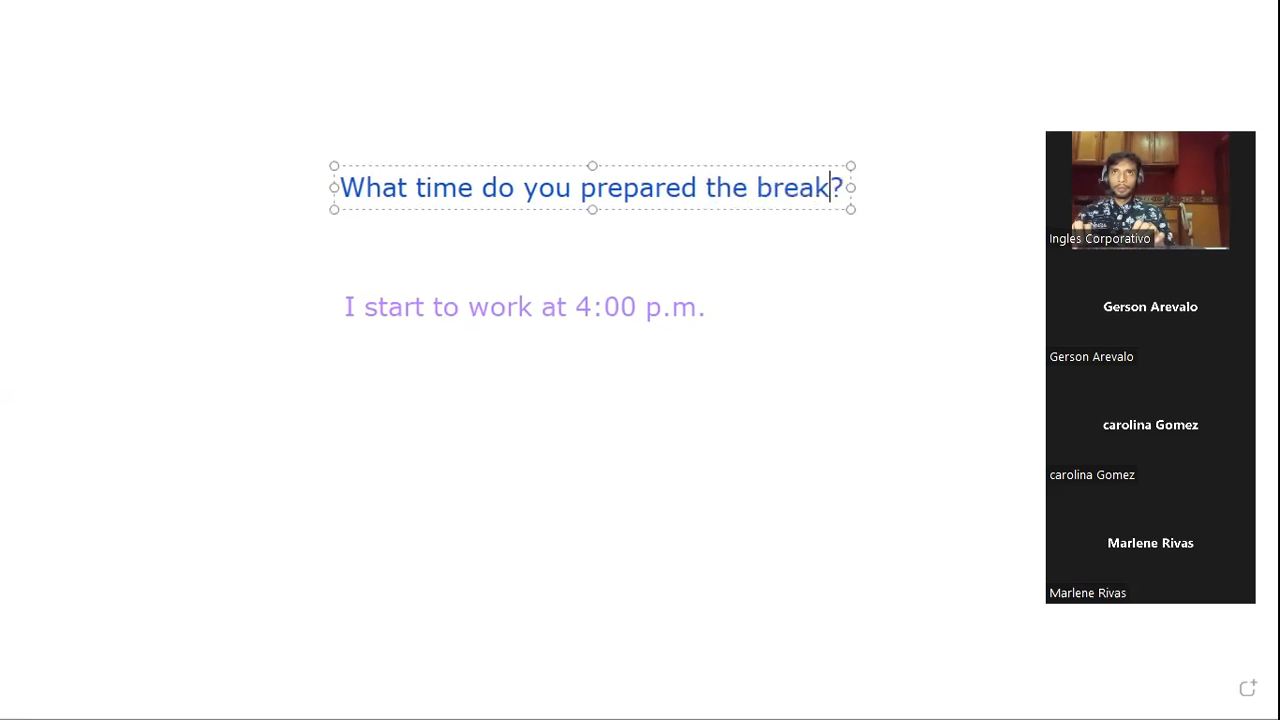 What time do you prepared the break?
I start to work at 4:00 p.m.
Ingles Corporativo
Gerson Arevalo
Gerson Arevalo
carolina Gomez
carolina Gomez
Marlene Rivas
Marlene Rivas